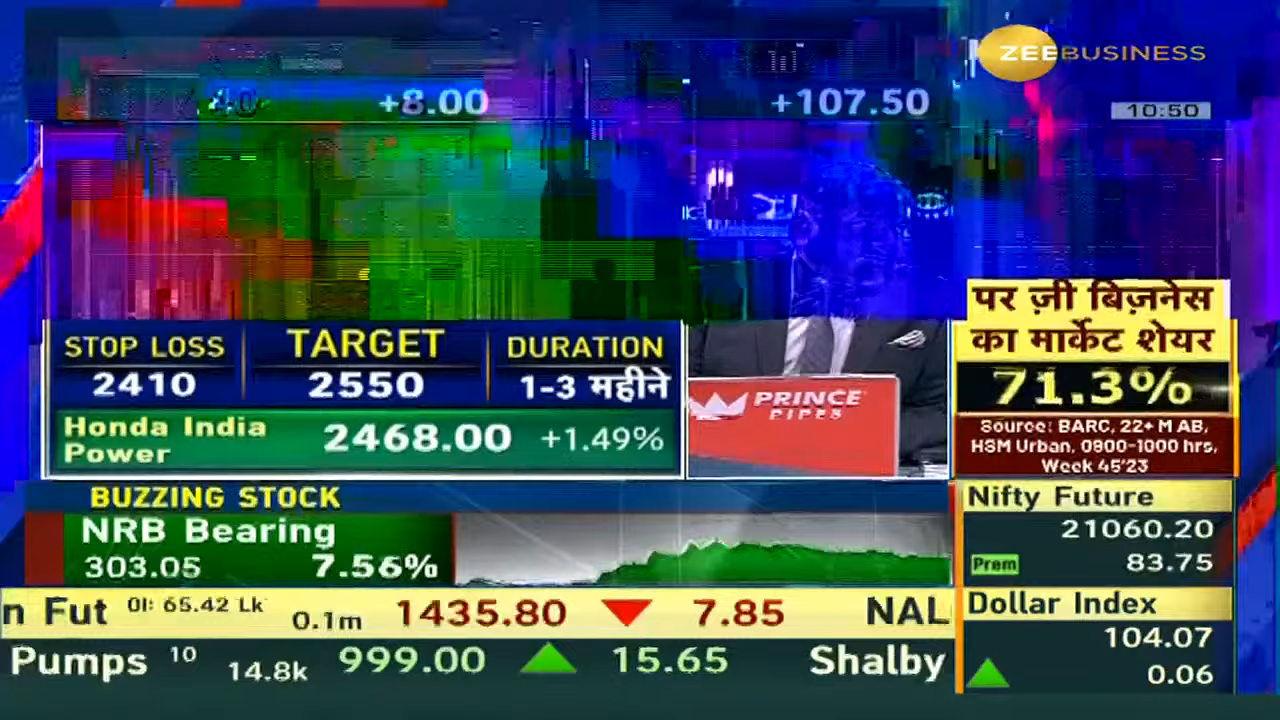 ZEEBUSINESS
+8.00
+107.50
10:50
STOP LOSS
2410
TARGET
2550
DURATION
1-3 महीने
Honda India
Power
2468.00
+1.49%
PRINCE
PIPES
पर ज़ी बिज़नेस
का मार्केट शेयर
71.3%
Source: BARC, 22+ M AB,
HSM Urban, 0900-1000 hrs,
Week 45'23
BUZZING STOCK
NRB Bearing
303.05
7.56%
Nifty Future
21060.20
Prem
83.75
Dollar Index
104.07
0.06
n Fut OI: 65.42 Lk 0.1m 1435.80 7.85 NAL
Pumps 10 14.8k 999.00 15.65 Shalby